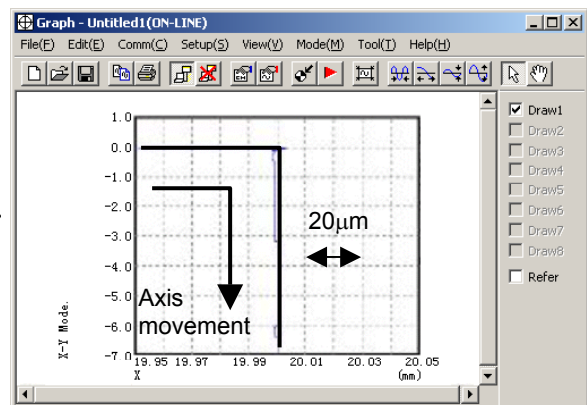 Graph - Untitled1(ON-LINE)
File(F) Edit(E) Comm(C) Setup(S) View(V) Mode(M) Tool(T) Help(H)
Draw1
Draw2
Draw3
Draw4
Draw5
Draw6
Draw7
Draw8
Refer
1.0
0.0
-1.0
-2.0
-3.0
-4.0
-5.0
-6.0
-7.0
20μm
Axis
movement
X-Y Mode.
19.95 19.97 19.99 20.01 20.03 20.05
X (mm)